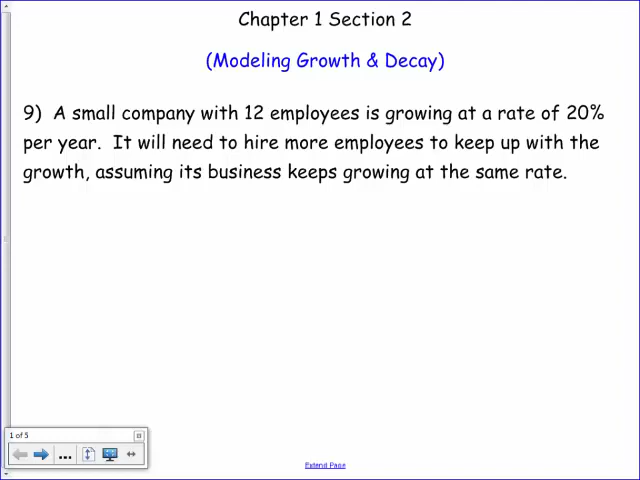 Chapter 1 Section 2
(Modeling Growth & Decay)
9) A small company with 12 employees is growing at a rate of 20%
per year. It will need to hire more employees to keep up with the
growth, assuming its business keeps growing at the same rate.
1 of 5
...
Extend Page